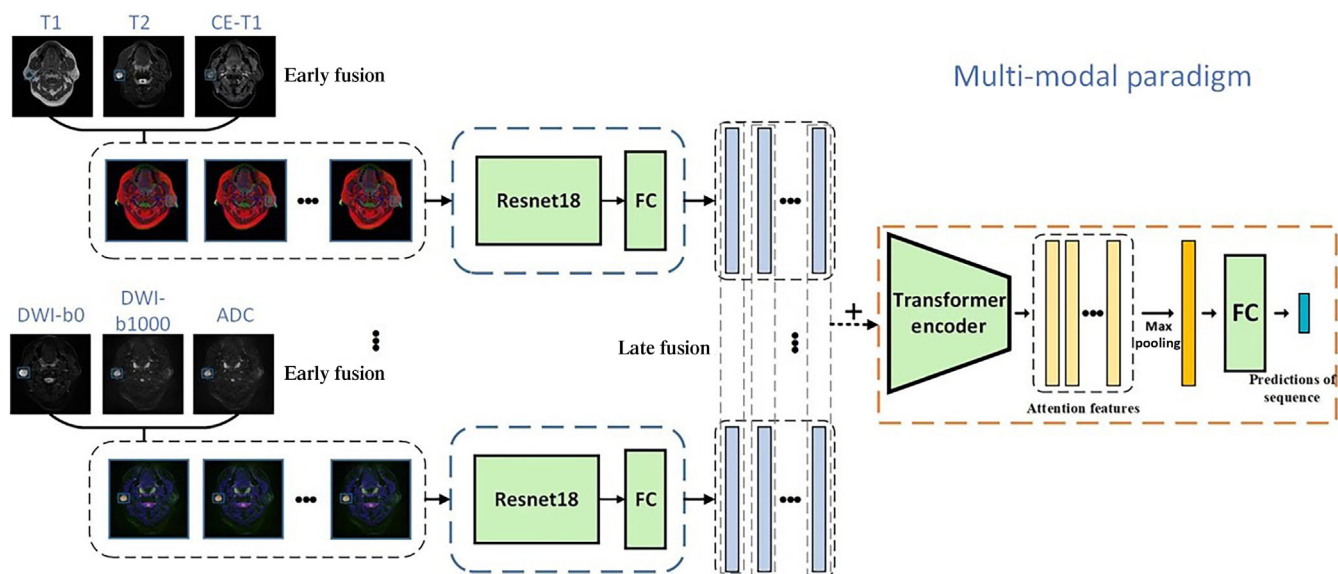 T1
T2
CE-T1
Early fusion
Multi-modal paradigm
Resnet18
FC
DWI-b0
DWI-
b1000
ADC
Early fusion
Late fusion
+
Transformer
encoder
Attention features
Max
pooling
FC
Predictions of
sequence
Resnet18
FC